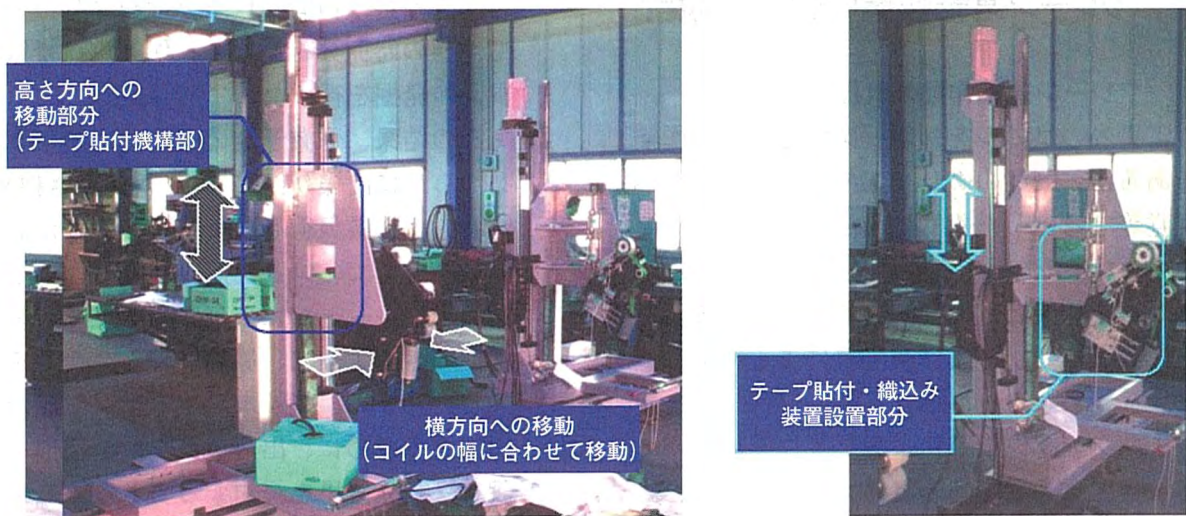 高さ方向への
移動部分
(テープ貼付機構部)
横方向への移動
(コイルの幅に合わせて移動)
テープ貼付・織込み
装置設置部分